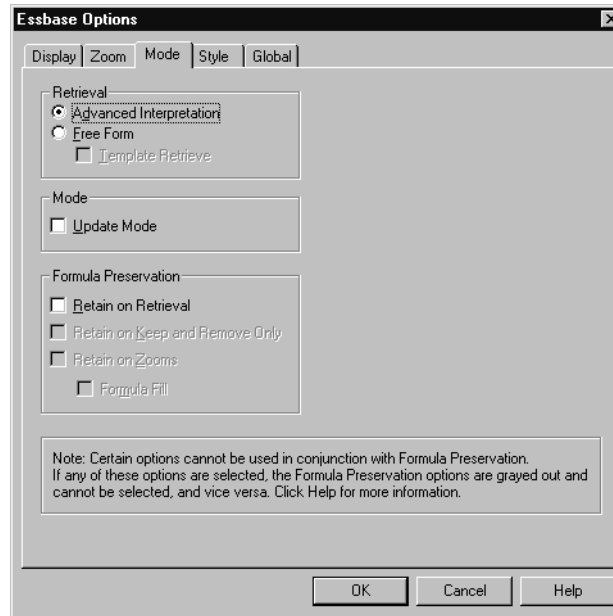 Essbase Options
Display Zoom Mode Style Global
Retrieval
Advanced Interpretation
Free Form
Template Retrieve
Mode
Update Mode
Formula Preservation
Retain on Retrieval
Retain on Keep and Remove Only
Retain on Zooms
Formula Fill
Note: Certain options cannot be used in conjunction with Formula Preservation.
If any of these options are selected, the Formula Preservation options are grayed out and
cannot be selected, and vice versa. Click Help for more information.
OK Cancel Help